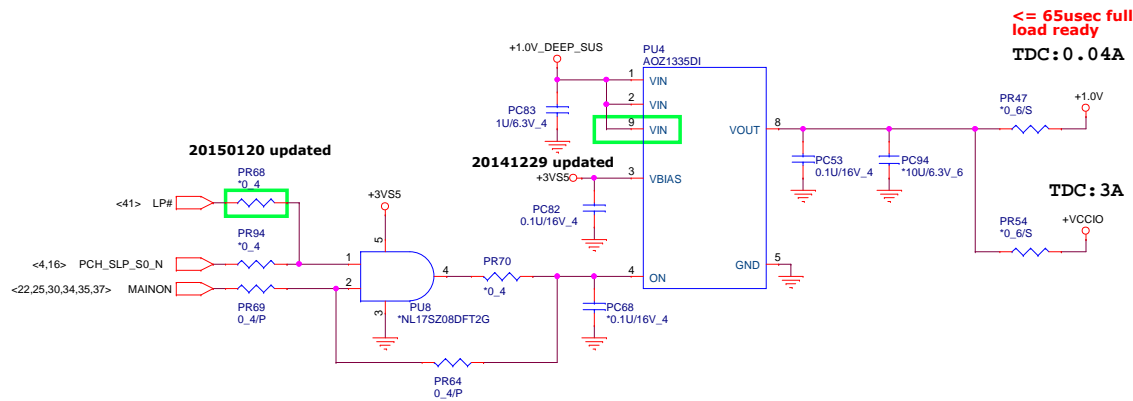 <= 65usec full
load ready
TDC:0.04A
+1.0V_DEEP_SUS
PU4
AOZ1335DI
1
VIN
2
VIN
9
VIN
PC83
1U/6.3V_4
VOUT
8
PR47
*0_6/S
+1.0V
20150120 updated
20141229 updated
+3VS5
3
VBIAS
PC53
0.1U/16V_4
PC94
*10U/6.3V_6
PR68
*0_4
TDC:3A
<41>
LP#
+3VS5
PC82
0.1U/16V_4
PR54
*0_6/S
+VCCIO
PR94
*0_4
5
<4,16>
PCH_SLP_S0_N
1
PR70
*0_4
4
4
ON
GND
5
<22,25,30,34,35,37>
MAINON
2
PR69
0_4/P
3
PU8
*NL17SZ08DFT2G
PC68
*0.1U/16V_4
PR64
0_4/P